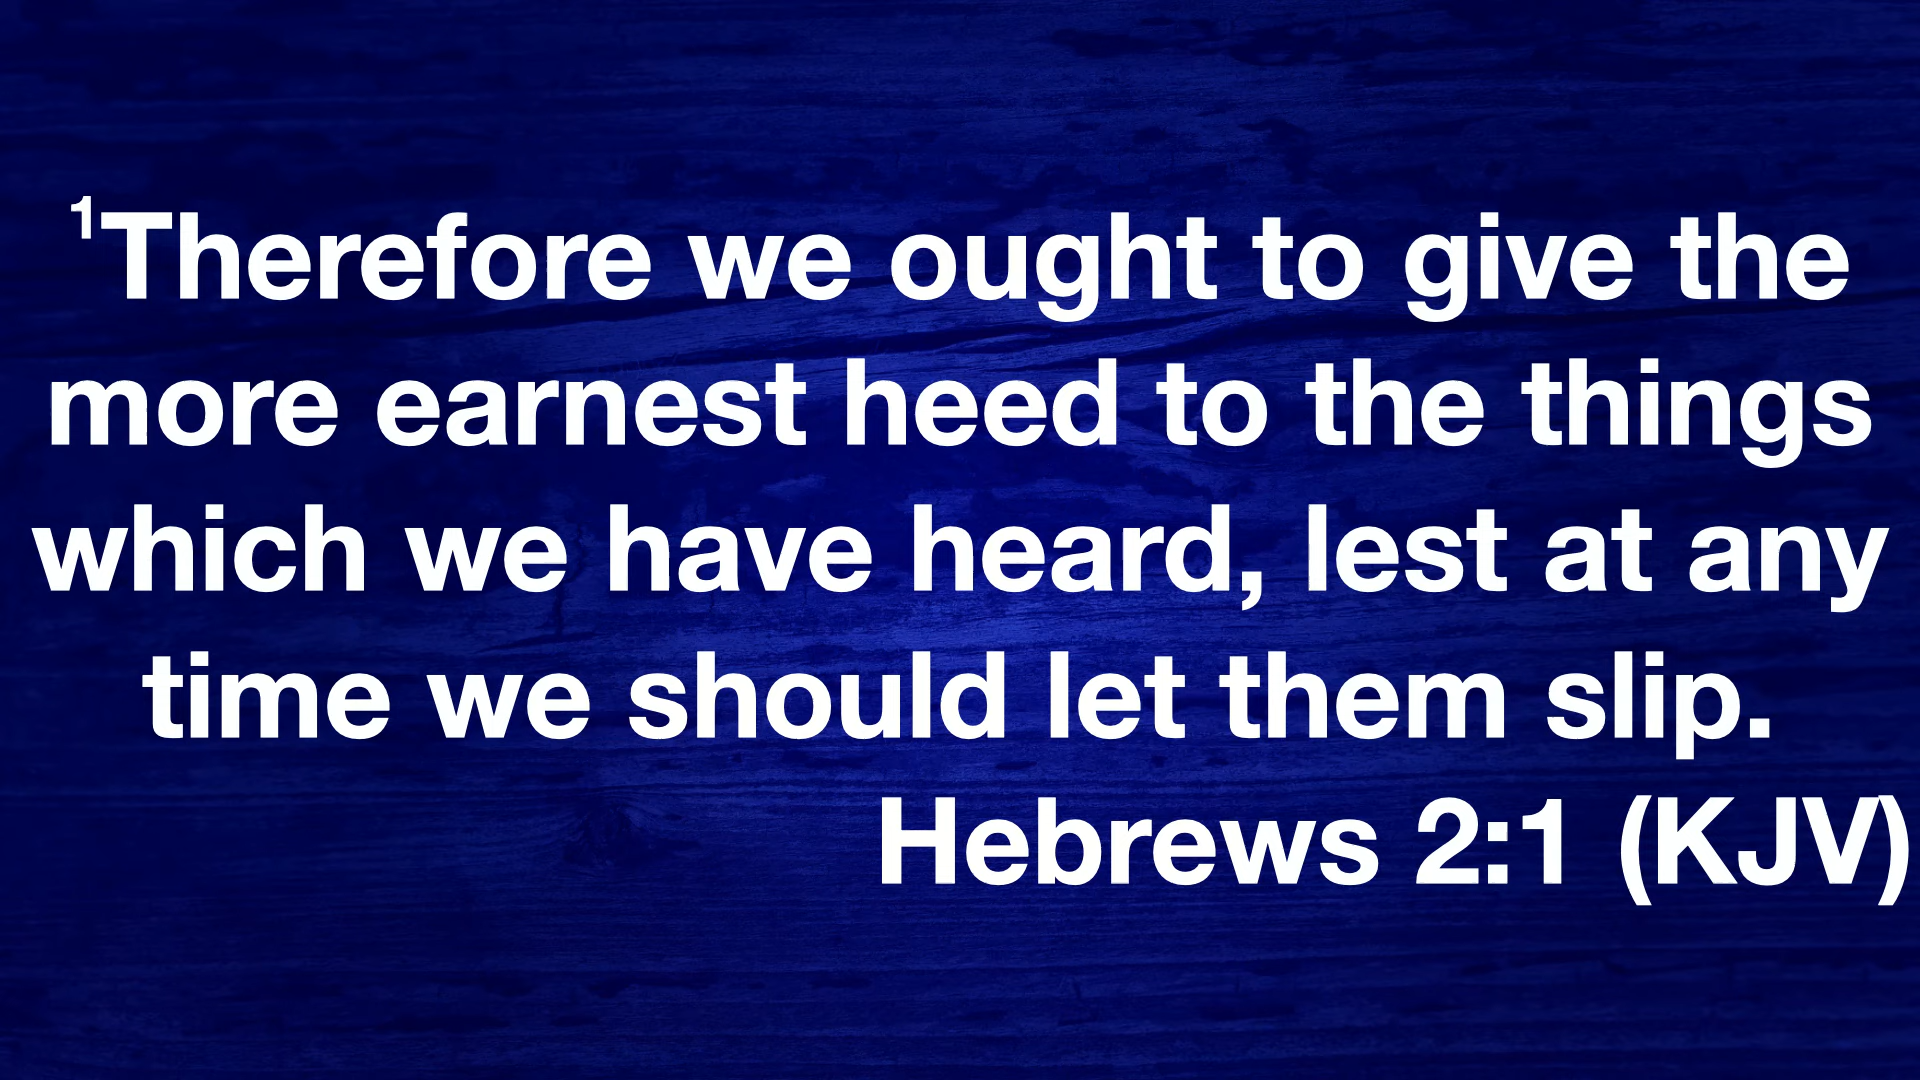 ¹Therefore we ought to give the
more earnest heed to the things
which we have heard, lest at any
time we should let them slip.
Hebrews 2:1 (KJV)